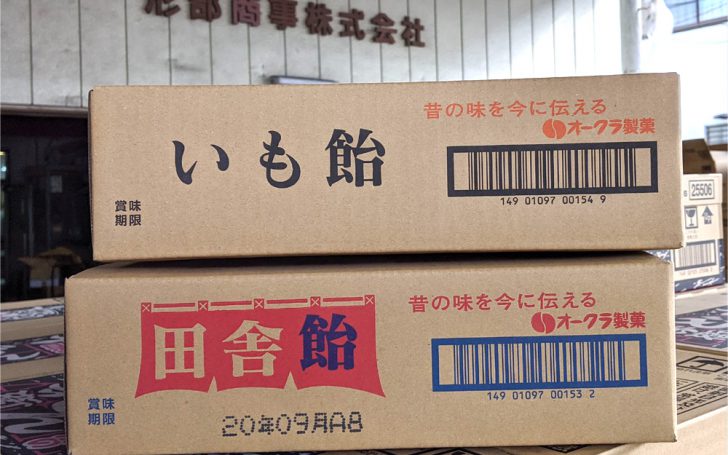 形部商事株式会社
昔の味を今に伝える
オークラ製菓
いも飴
149 01097 00154 9
賞味
期限
25506
昔の味を今に伝える
オークラ製菓
田舎飴
149 01097 00153 2
賞味
期限
20年09月A8